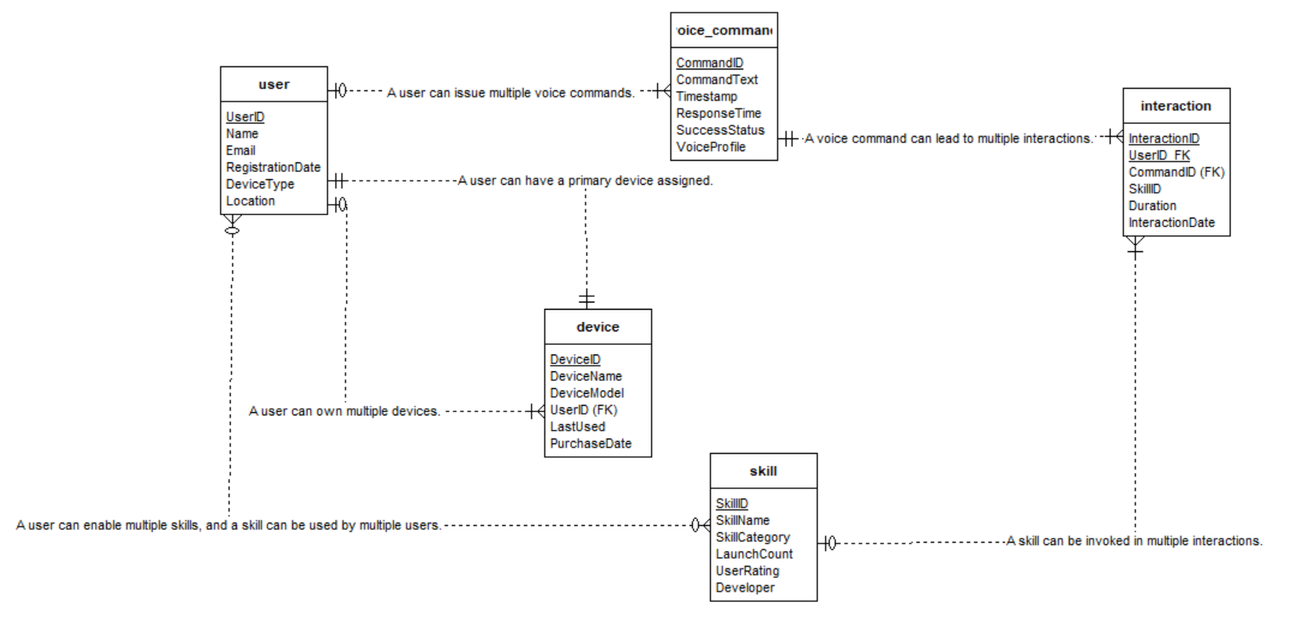 user
UserID
Name
Email
RegistrationDate
DeviceType
Location
A user can issue multiple voice commands.
oice_comman
CommandID
CommandText
Timestamp
ResponseTime
SuccessStatus
VoiceProfile
A voice command can lead to multiple interactions.
interaction
InteractionID
UserID_FK
CommandID (FK)
SkillID
Duration
InteractionDate
A user can have a primary device assigned.
device
DeviceID
DeviceName
DeviceModel
UserID (FK)
LastUsed
PurchaseDate
A user can own multiple devices.
skill
SkillID
SkillName
SkillCategory
LaunchCount
UserRating
Developer
A user can enable multiple skills, and a skill can be used by multiple users.
A skill can be invoked in multiple interactions.